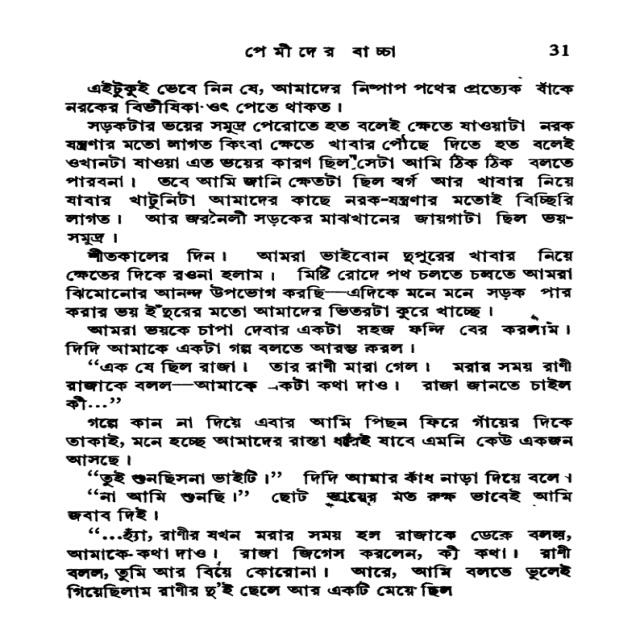 পেমীদের বাচ্চা 31
এইটুকুই ভেবে নিন যে, আমাদের নিষ্পাপ পথের প্রত্যেক বাঁকে
নরকের বিভীষিকা ওৎ পেতে থাকত।
সড়কটার ভয়ের সমুদ্র পেরোতে হত বলেই ক্ষেতে যাওয়াটা নরক
যন্ত্রণার মতো লাগত কিংবা ক্ষেতে খাবার পৌঁছে দিতে হত বলেই
ওখানটা যাওয়া এত ভয়ের কারণ ছিল সেটা আমি ঠিক ঠিক বলতে
পারবনা। তবে আমি জানি ক্ষেতটা ছিল স্বর্গ আর খাবার নিয়ে
যাবার খাটুনিটা আমাদের কাছে নরক-যন্ত্রণার মতোই বিচ্ছিরি
লাগত। আর জরনৈলী সড়কের মাঝখানের জায়গাটা ছিল ভয়-
সমুদ্র।
শীতকালের দিন। আমরা ভাইবোন দুপুরের খাবার নিয়ে
ক্ষেতের দিকে রওনা হলাম। মিষ্টি রোদে পথ চলতে চলতে আমরা
ঝিমোনোর আনন্দ উপভোগ করছি—এদিকে মনে মনে সড়ক পার
করার ভয় ইঁদুরের মতো আমাদের ভিতরটা কুরে খাচ্ছে।
আমরা ভয়কে চাপা দেবার একটা সহজ ফন্দি বের করলাম।
দিদি আমাকে একটা গল্প বলতে আরম্ভ করল।
“এক যে ছিল রাজা। তার রাণী মারা গেল। মরার সময় রাণী
রাজাকে বলল—আমাকে একটা কথা দাও। রাজা জানতে চাইল
কী...”
গল্পে কান না দিয়ে এবার আমি পিছন ফিরে গাঁয়ের দিকে
তাকাই, মনে হচ্ছে আমাদের রাস্তা ধরেই যাবে এমনি কেউ একজন
আসছে।
“তুই শুনছিসনা ভাইটি।” দিদি আমার কাঁধ নাড়া দিয়ে বলে।
“না আমি শুনছি।” ছোট ভায়ের মত রুক্ষ ভাবেই আমি
জবাব দিই।
“...হ্যাঁ, রাণীর যখন মরার সময় হল রাজাকে ডেকে বলল,
আমাকে কথা দাও। রাজা জিগেস করলেন, কী কথা। রাণী
বলল, তুমি আর বিয়ে কোরোনা। আরে, আমি বলতে ভুলেই
গিয়েছিলাম রাণীর দু'ই ছেলে আর একটি মেয়ে ছিল